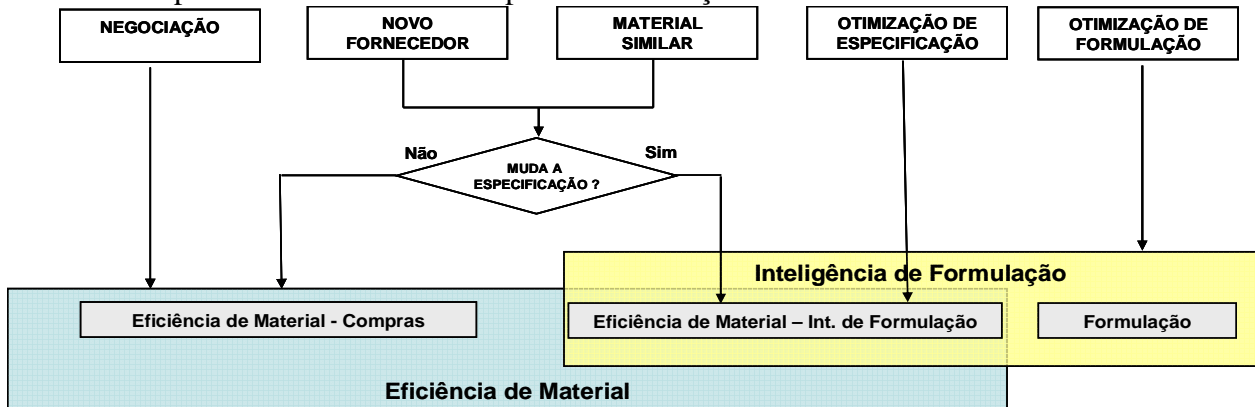 NEGOCIAÇÃO
NOVO
FORNECEDOR
MATERIAL
SIMILAR
OTIMIZAÇÃO DE
ESPECIFICAÇÃO
OTIMIZAÇÃO DE
FORMULAÇÃO
Não
MUDA A
ESPECIFICAÇÃO ?
Sim
Inteligência de Formulação
Eficiência de Material - Compras
Eficiência de Material – Int. de Formulação
Formulação
Eficiência de Material